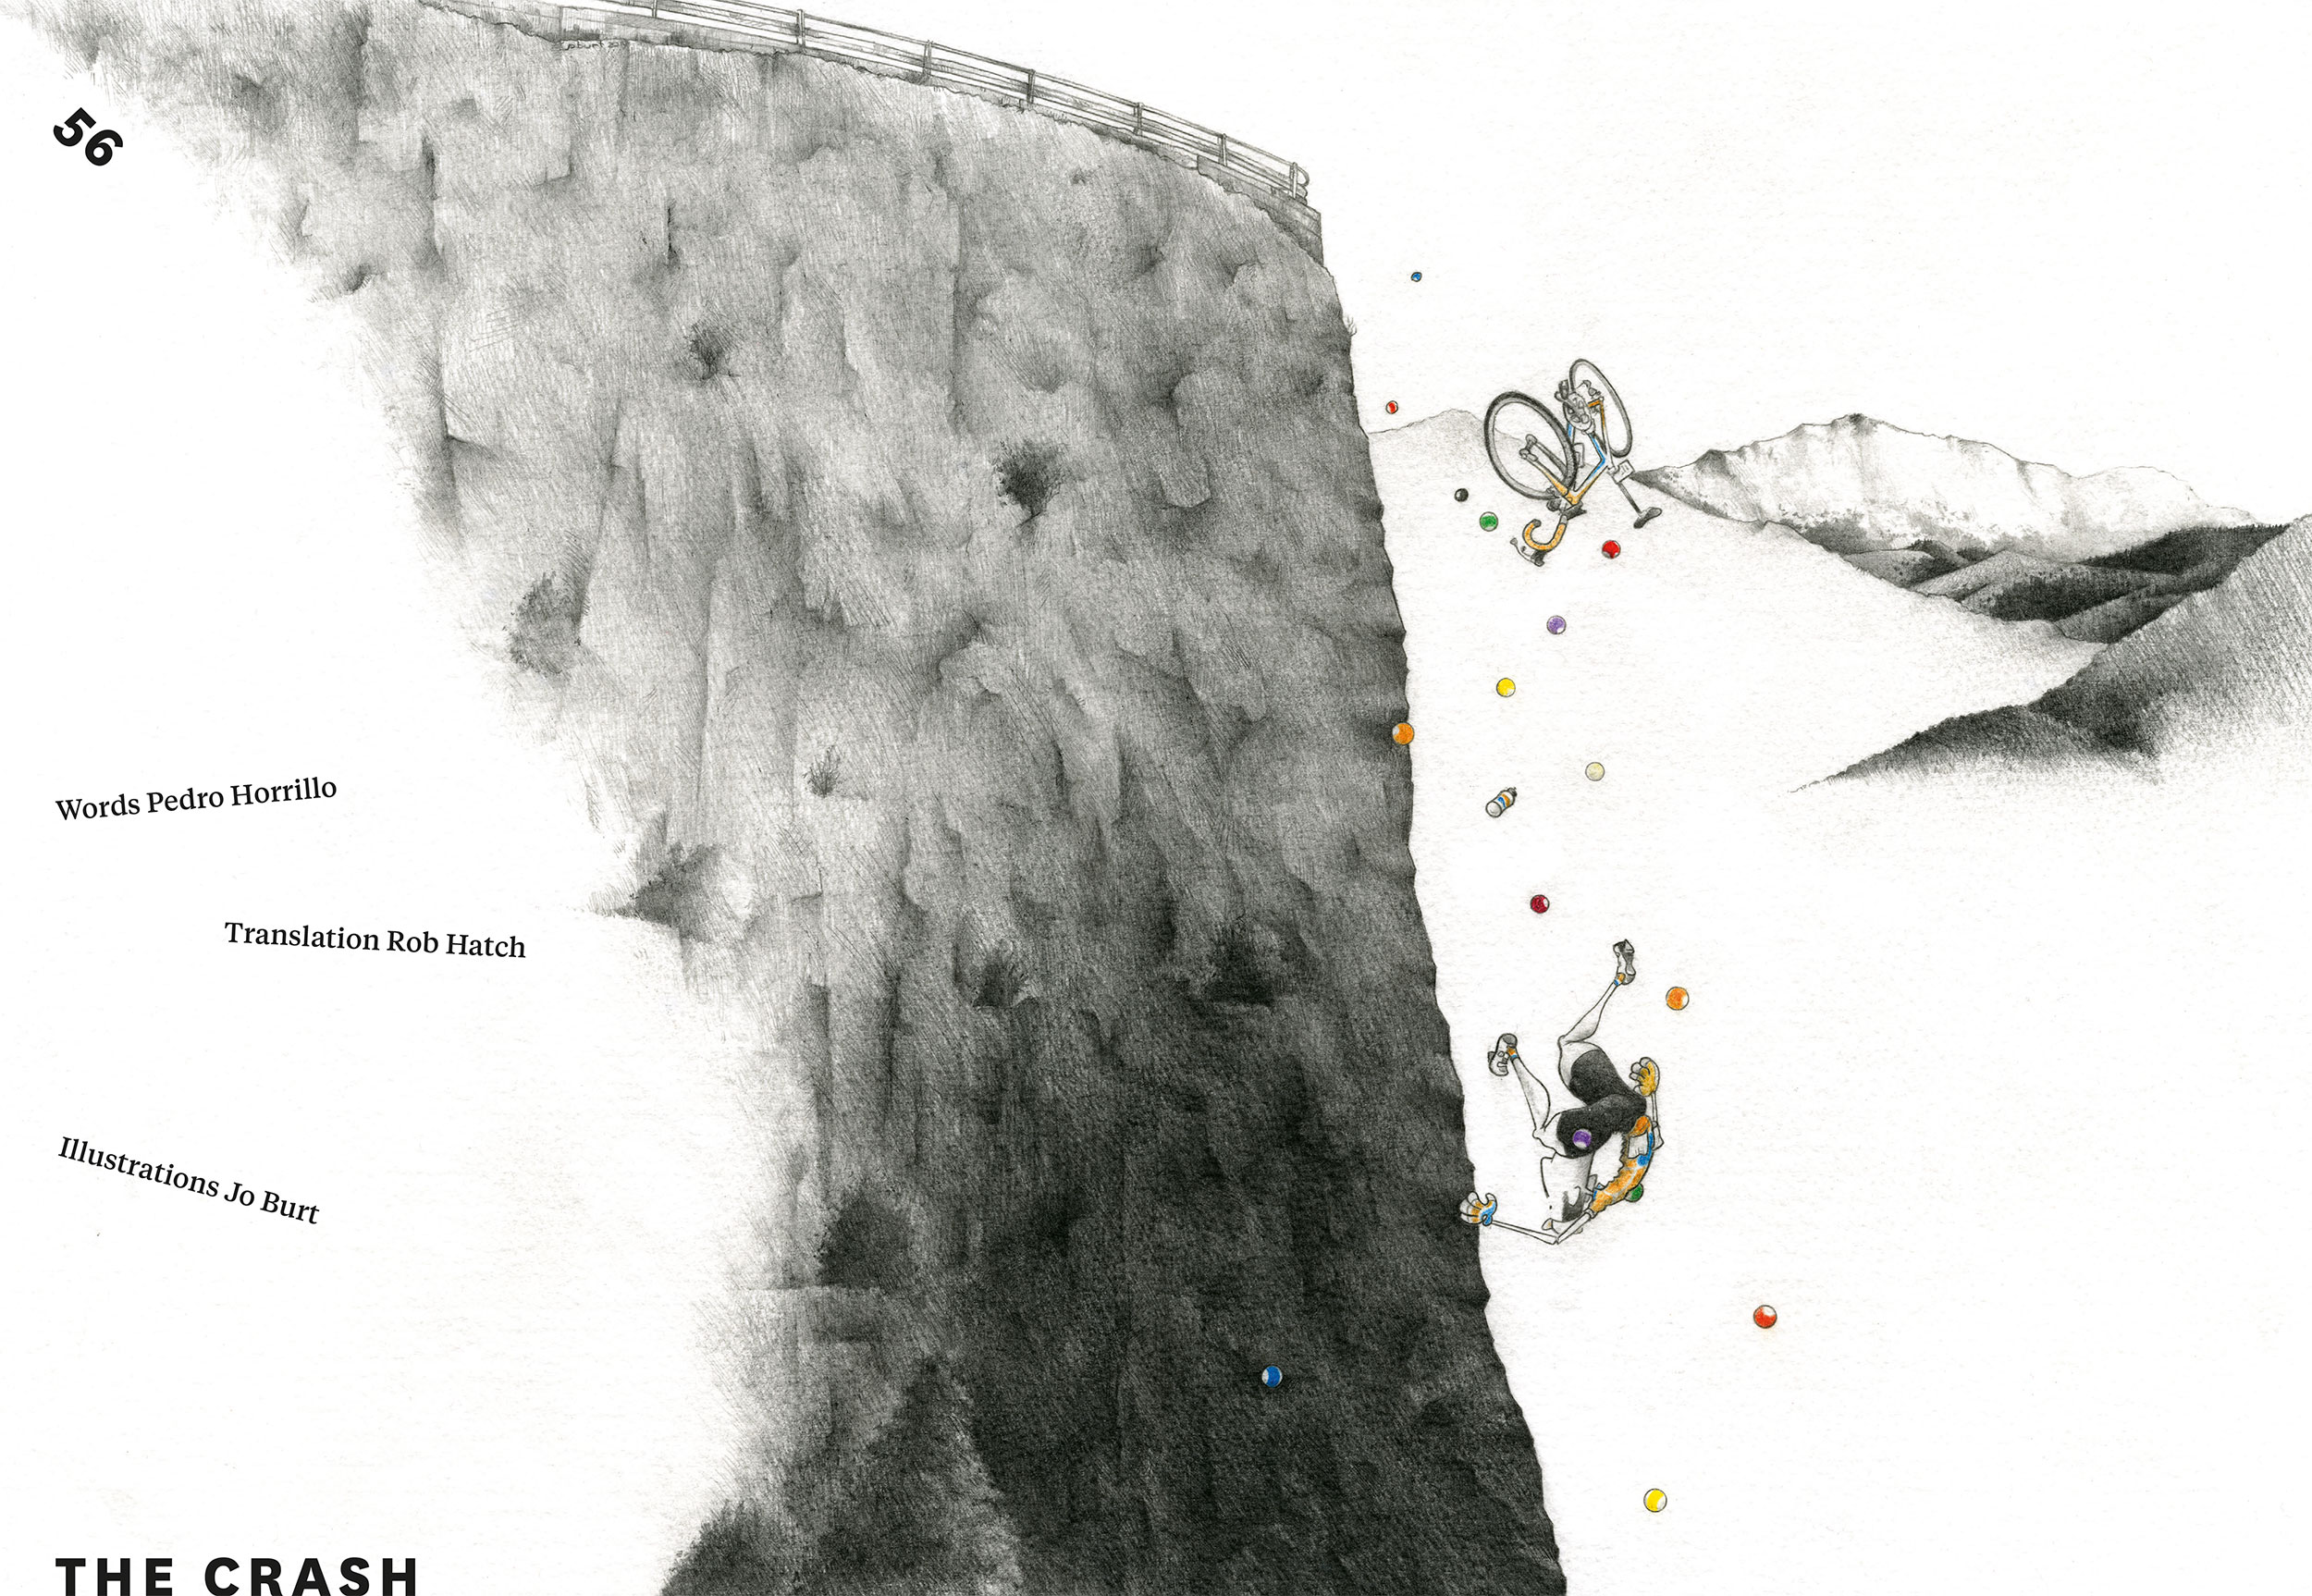 56
Words Pedro Horrillo
Translation Rob Hatch
Illustrations Jo Burt
THE CRASH